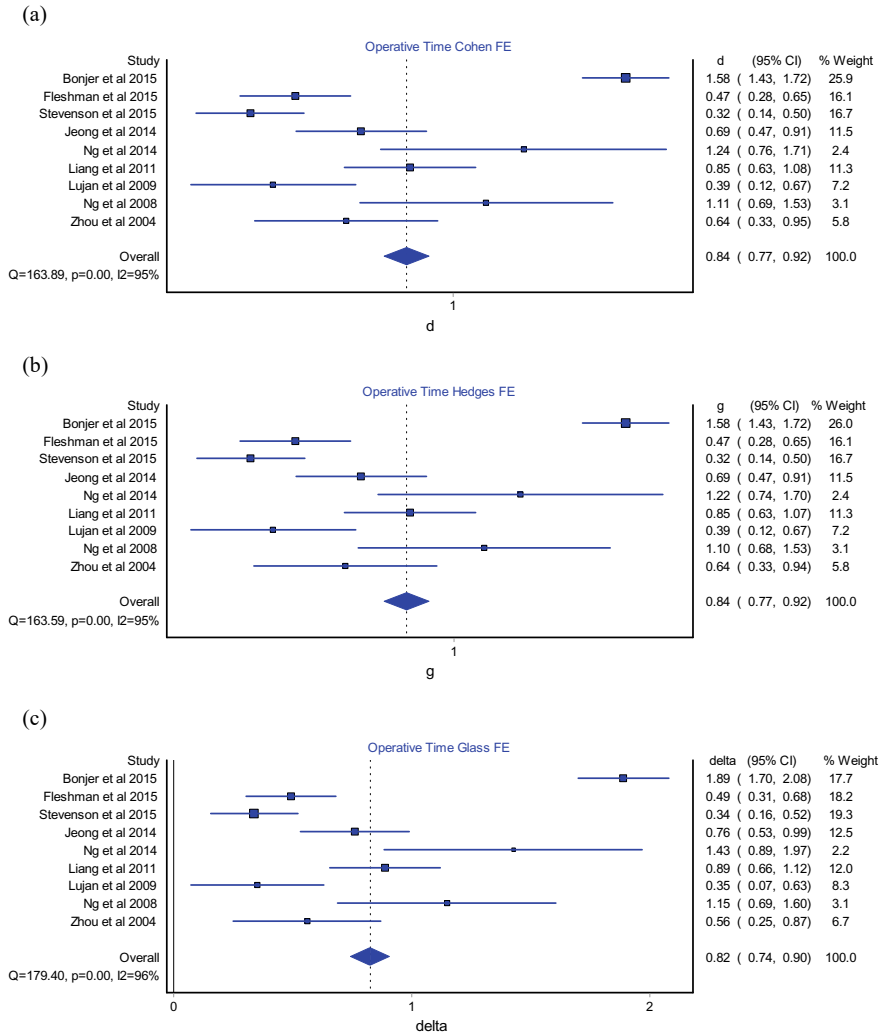 (a)
Operative Time Cohen FE
Study d (95% CI) % Weight
Bonjer et al 2015 1.58 ( 1.43, 1.72) 25.9
Fleshman et al 2015 0.47 ( 0.28, 0.65) 16.1
Stevenson et al 2015 0.32 ( 0.14, 0.50) 16.7
Jeong et al 2014 0.69 ( 0.47, 0.91) 11.5
Ng et al 2014 1.24 ( 0.76, 1.71) 2.4
Liang et al 2011 0.85 ( 0.63, 1.08) 11.3
Lujan et al 2009 0.39 ( 0.12, 0.67) 7.2
Ng et al 2008 1.11 ( 0.69, 1.53) 3.1
Zhou et al 2004 0.64 ( 0.33, 0.95) 5.8
Overall 0.84 ( 0.77, 0.92) 100.0
Q=163.89, p=0.00, I2=95%
1
d
(b)
Operative Time Hedges FE
Study g (95% CI) % Weight
Bonjer et al 2015 1.58 ( 1.43, 1.72) 26.0
Fleshman et al 2015 0.47 ( 0.28, 0.65) 16.1
Stevenson et al 2015 0.32 ( 0.14, 0.50) 16.7
Jeong et al 2014 0.69 ( 0.47, 0.91) 11.5
Ng et al 2014 1.22 ( 0.74, 1.70) 2.4
Liang et al 2011 0.85 ( 0.63, 1.07) 11.3
Lujan et al 2009 0.39 ( 0.12, 0.67) 7.2
Ng et al 2008 1.10 ( 0.68, 1.53) 3.1
Zhou et al 2004 0.64 ( 0.33, 0.94) 5.8
Overall 0.84 ( 0.77, 0.92) 100.0
Q=163.59, p=0.00, I2=95%
1
g
(c)
Operative Time Glass FE
Study delta (95% CI) % Weight
Bonjer et al 2015 1.89 ( 1.70, 2.08) 17.7
Fleshman et al 2015 0.49 ( 0.31, 0.68) 18.2
Stevenson et al 2015 0.34 ( 0.16, 0.52) 19.3
Jeong et al 2014 0.76 ( 0.53, 0.99) 12.5
Ng et al 2014 1.43 ( 0.89, 1.97) 2.2
Liang et al 2011 0.89 ( 0.66, 1.12) 12.0
Lujan et al 2009 0.35 ( 0.07, 0.63) 8.3
Ng et al 2008 1.15 ( 0.69, 1.60) 3.1
Zhou et al 2004 0.56 ( 0.25, 0.87) 6.7
Overall 0.82 ( 0.74, 0.90) 100.0
Q=179.40, p=0.00, I2=96%
0 1 2
delta